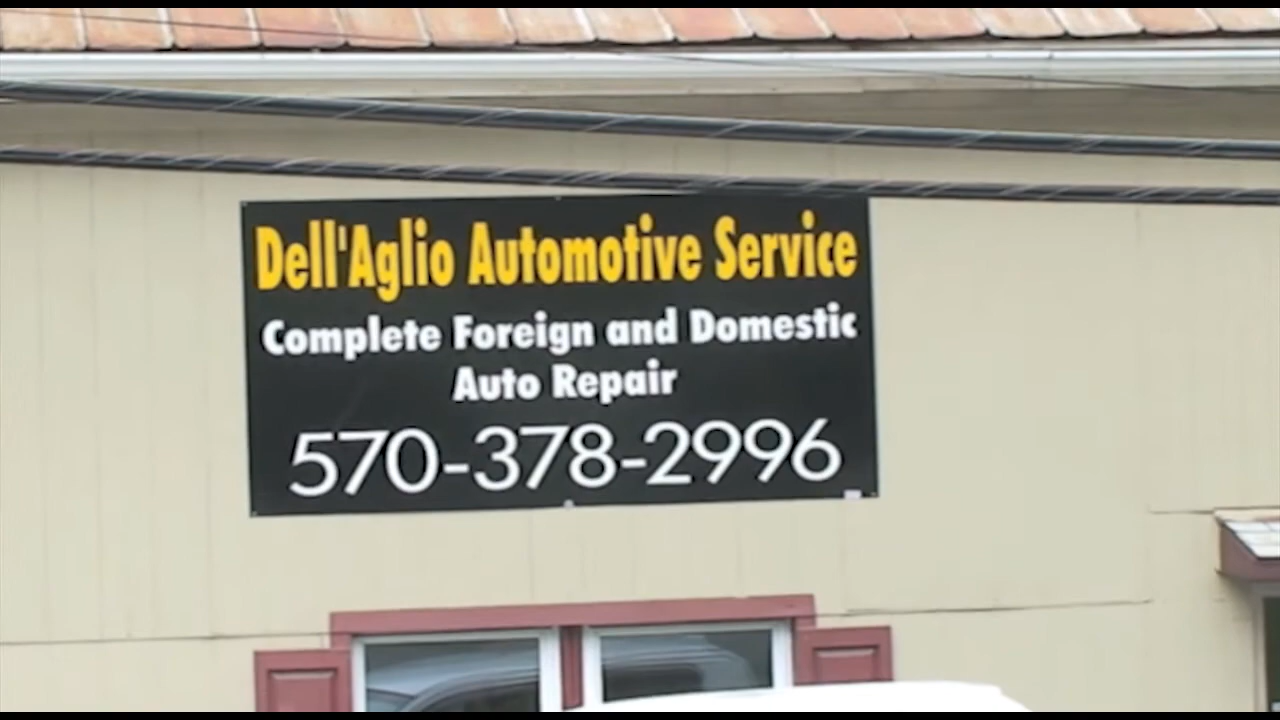 Dell'Aglio Automotive Service
Complete Foreign and Domestic
Auto Repair
570-378-2996